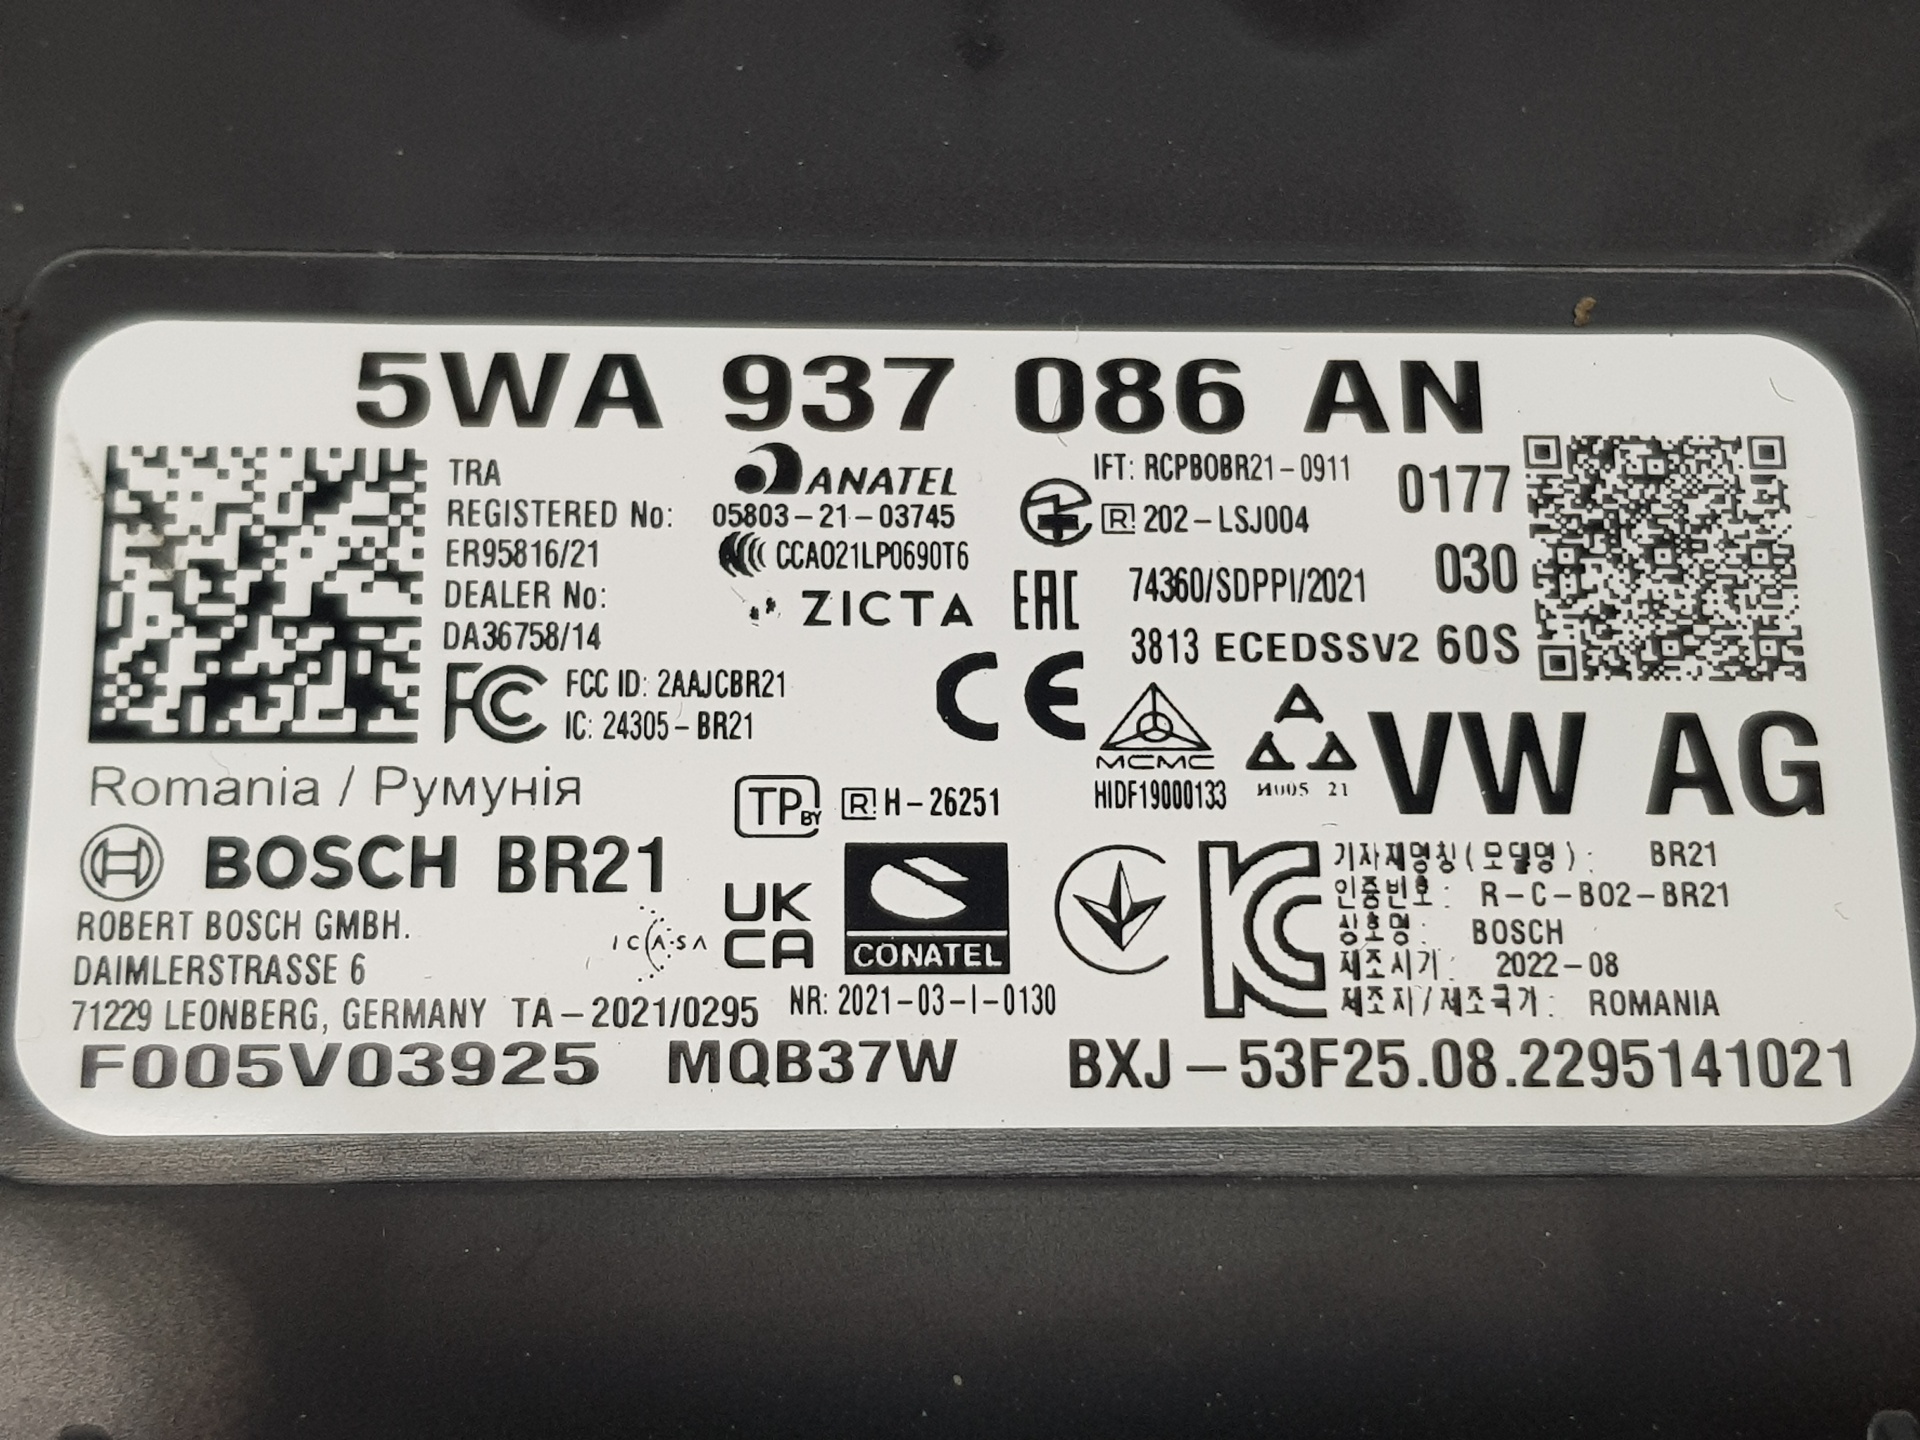 5WA 937 086 AN
TRA
REGISTERED No:
ER95816/21
DEALER No:
DA36758/14
ANATEL
05803-21-03745
CCAO21LP0690T6
ZICTA
IFT: RCPBOBR21-0911
R 202-LSJ004
EAC
74360/SDPPI/2021
3813 ECEDSSV2
0177
030
60S
FC FCC ID: 2AAJCBR21
IC: 24305-BR21
CE
MCMC
HIDF19000133
21
VW AG
Romania / Румунія
TP BY
R H-26251
BOSCH BR21
ROBERT BOSCH GMBH.
DAIMLERSTRASSE 6
71229 LEONBERG, GERMANY TA-2021/0295
ICASA
UK
CA
CONATEL
NR: 2021-03-I-0130
KC
기자재명칭(모델명): BR21
인증번호: R-C-BO2-BR21
상호명: BOSCH
제조시기: 2022-08
제조자/제조국가: ROMANIA
F005V03925 MQB37W BXJ-53F25.08.2295141021